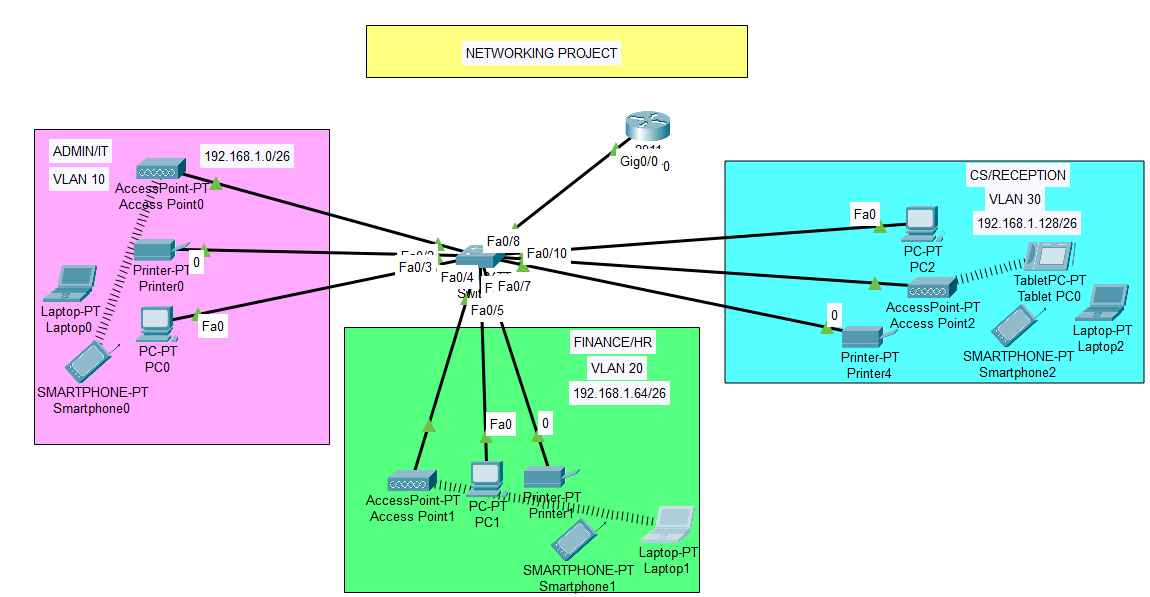 NETWORKING PROJECT
Gig0/0
ADMIN/IT
VLAN 10
192.168.1.0/26
AccessPoint-PT
Access Point0
0
Printer-PT
Printer0
Laptop-PT
Laptop0
Fa0
PC-PT
PC0
SMARTPHONE-PT
Smartphone0
Fa0/8
Fa0/10
Fa0/3
Fa0/4
Fa0/7
Fa0/5
FINANCE/HR
VLAN 20
192.168.1.64/26
Fa0
0
AccessPoint-PT
Access Point1
PC-PT
PC1
Printer-PT
Printer1
SMARTPHONE-PT
Smartphone1
Laptop-PT
Laptop1
CS/RECEPTION
VLAN 30
192.168.1.128/26
Fa0
PC-PT
PC2
TabletPC-PT
Tablet PC0
AccessPoint-PT
Access Point2
0
Printer-PT
Printer4
SMARTPHONE-PT
Smartphone2
Laptop-PT
Laptop2